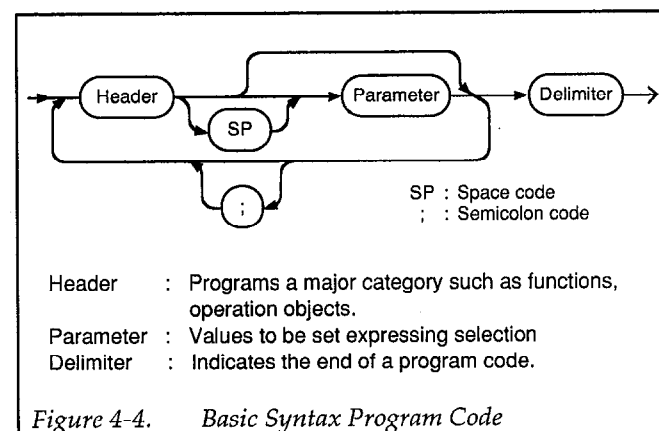 Header
Parameter
Delimiter
SP
;
SP : Space code
; : Semicolon code
Header : Programs a major category such as functions,
operation objects.
Parameter : Values to be set expressing selection
Delimiter : Indicates the end of a program code.
Figure 4-4. Basic Syntax Program Code